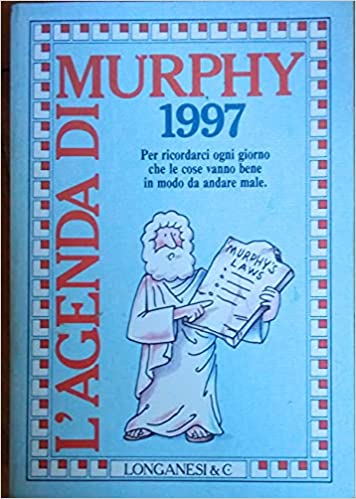 L'AGENDA DI
MURPHY
1997
Per ricordarci ogni giorno
che le cose vanno bene
in modo da andare male.
MURPHY'S
LAWS
LONGANESI & C